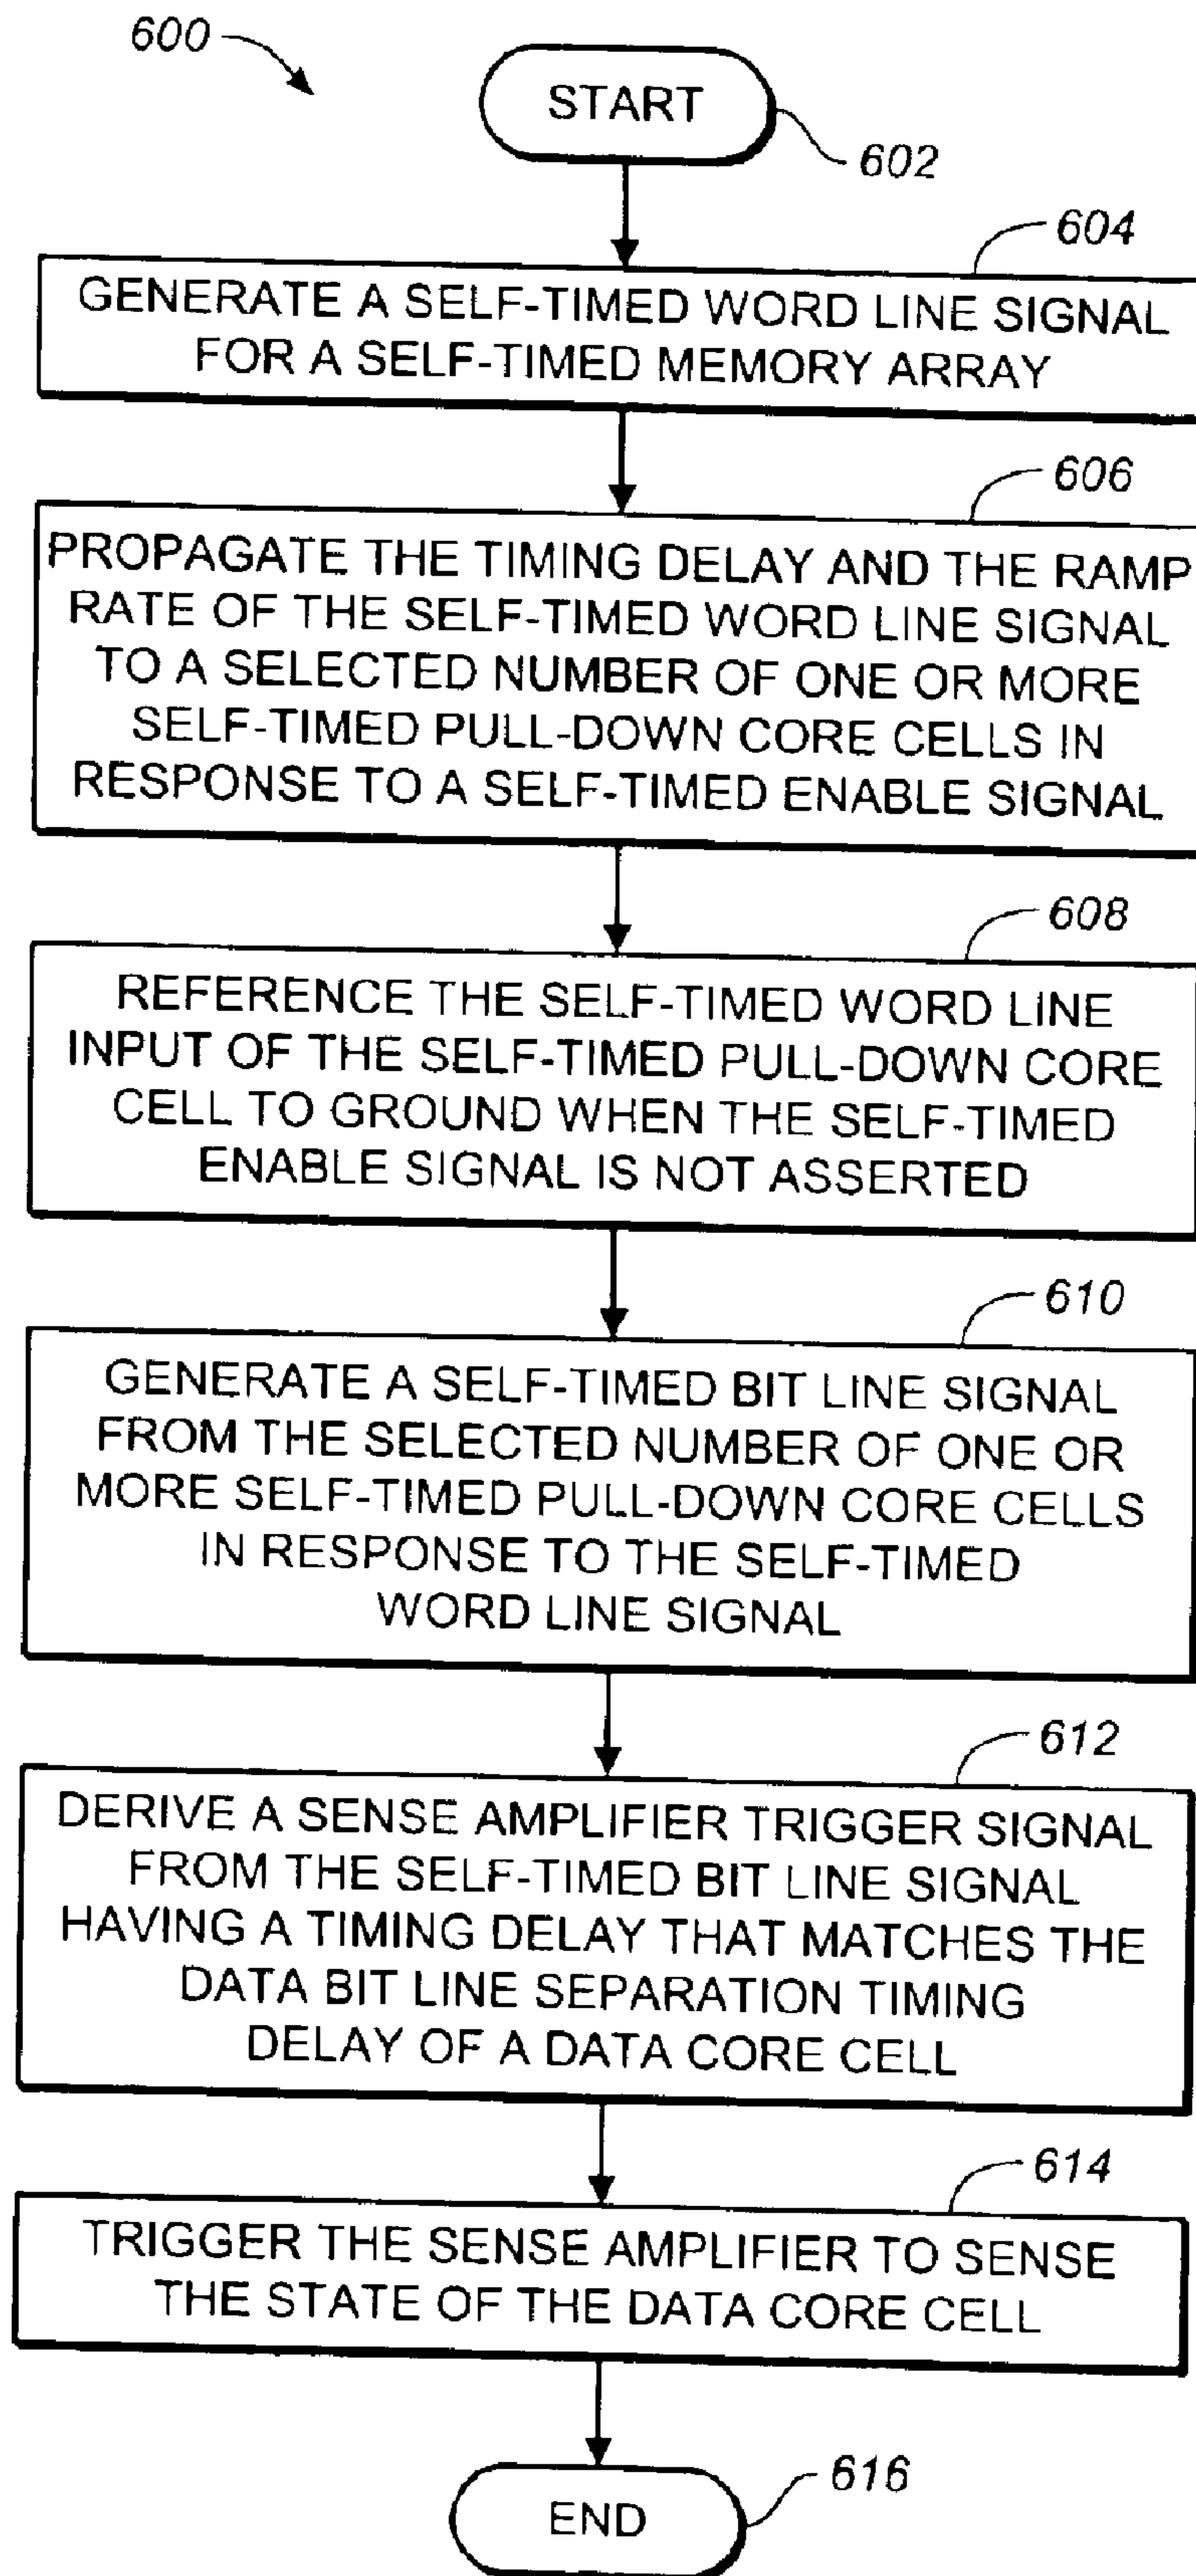 600
START
602
604
GENERATE A SELF-TIMED WORD LINE SIGNAL
FOR A SELF-TIMED MEMORY ARRAY
606
PROPAGATE THE TIMING DELAY AND THE RAMP
RATE OF THE SELF-TIMED WORD LINE SIGNAL
TO A SELECTED NUMBER OF ONE OR MORE
SELF-TIMED PULL-DOWN CORE CELLS IN
RESPONSE TO A SELF-TIMED ENABLE SIGNAL
608
REFERENCE THE SELF-TIMED WORD LINE
INPUT OF THE SELF-TIMED PULL-DOWN CORE
CELL TO GROUND WHEN THE SELF-TIMED
ENABLE SIGNAL IS NOT ASSERTED
610
GENERATE A SELF-TIMED BIT LINE SIGNAL
FROM THE SELECTED NUMBER OF ONE OR
MORE SELF-TIMED PULL-DOWN CORE CELLS
IN RESPONSE TO THE SELF-TIMED
WORD LINE SIGNAL
612
DERIVE A SENSE AMPLIFIER TRIGGER SIGNAL
FROM THE SELF-TIMED BIT LINE SIGNAL
HAVING A TIMING DELAY THAT MATCHES THE
DATA BIT LINE SEPARATION TIMING
DELAY OF A DATA CORE CELL
614
TRIGGER THE SENSE AMPLIFIER TO SENSE
THE STATE OF THE DATA CORE CELL
END
616